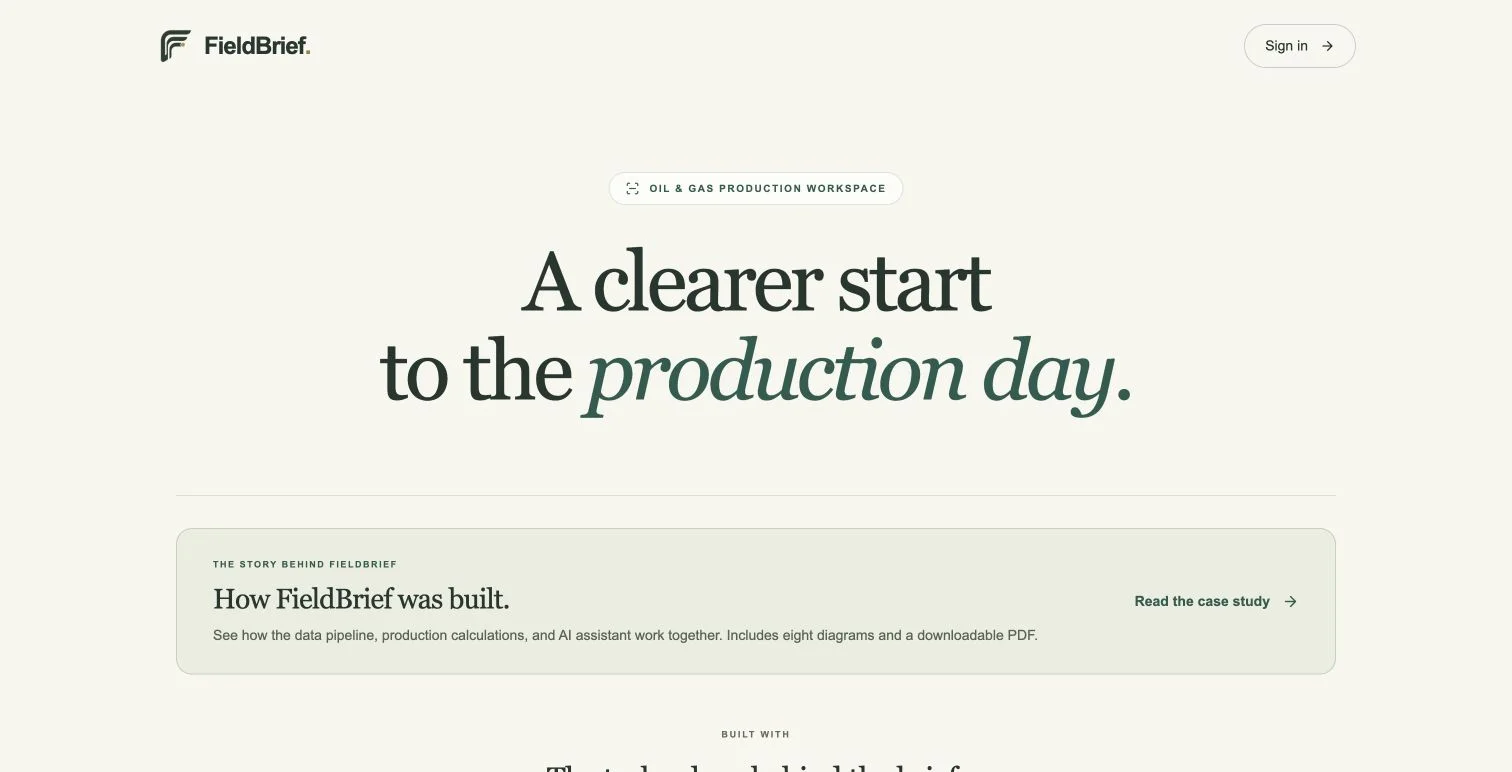 FieldBrief.
Sign in
OIL & GAS PRODUCTION WORKSPACE
A clearer start
to the production day.
THE STORY BEHIND FIELDBRIEF
How FieldBrief was built.
Read the case study
See how the data pipeline, production calculations, and AI assistant work together. Includes eight diagrams and a downloadable PDF.
BUILT WITH